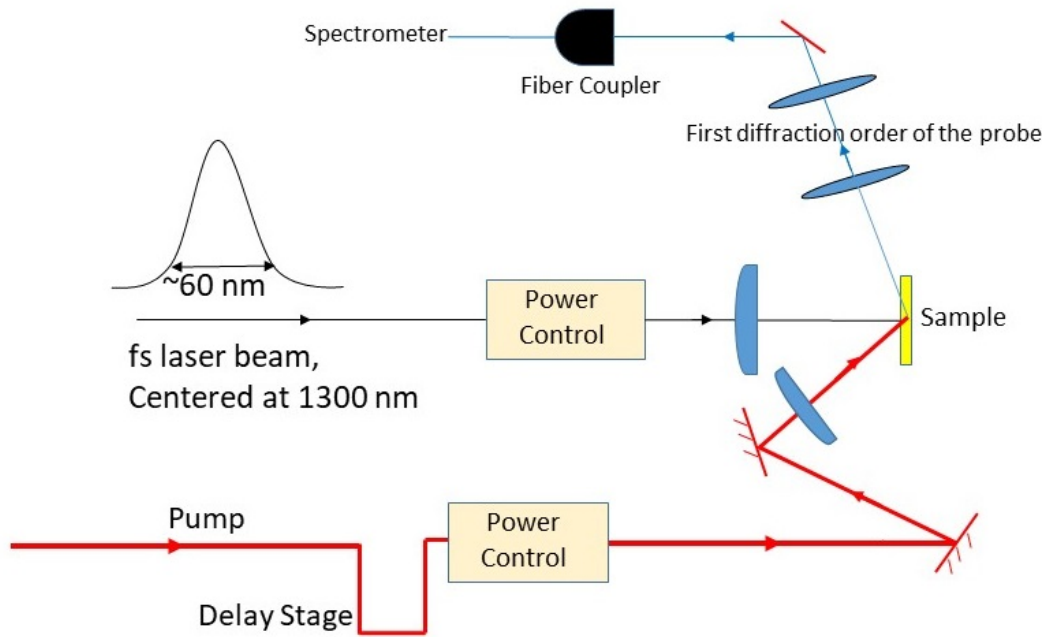 Spectrometer
Fiber Coupler
First diffraction order of the probe
~60 nm
Power
Control
Sample
fs laser beam,
Centered at 1300 nm
Pump
Power
Control
Delay Stage